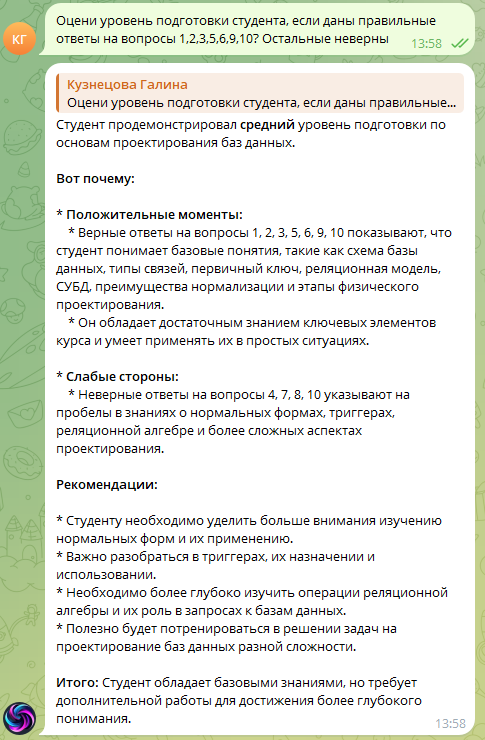 Оцени уровень подготовки студента, если даны правильные
ответы на вопросы 1,2,3,5,6,9,10? Остальные неверны
13:58
КГ
Кузнецова Галина
Оцени уровень подготовки студента, если даны правильные...
Студент продемонстрировал средний уровень подготовки по
основам проектирования баз данных.
Вот почему:
* Положительные моменты:
* Верные ответы на вопросы 1, 2, 3, 5, 6, 9, 10 показывают, что
студент понимает базовые понятия, такие как схема базы
данных, типы связей, первичный ключ, реляционная модель,
СУБД, преимущества нормализации и этапы физического
проектирования.
* Он обладает достаточным знанием ключевых элементов
курса и умеет применять их в простых ситуациях.
* Слабые стороны:
* Неверные ответы на вопросы 4, 7, 8, 10 указывают на
пробелы в знаниях о нормальных формах, триггерах,
реляционной алгебре и более сложных аспектах
проектирования.
Рекомендации:
* Студенту необходимо уделить больше внимания изучению
нормальных форм и их применению.
* Важно разобраться в триггерах, их назначении и
использовании.
* Необходимо более глубоко изучить операции реляционной
алгебры и их роль в запросах к базам данных.
* Полезно будет потренироваться в решении задач на
проектирование баз данных разной сложности.
Итого: Студент обладает базовыми знаниями, но требует
дополнительной работы для достижения более глубокого
понимания.
13:58